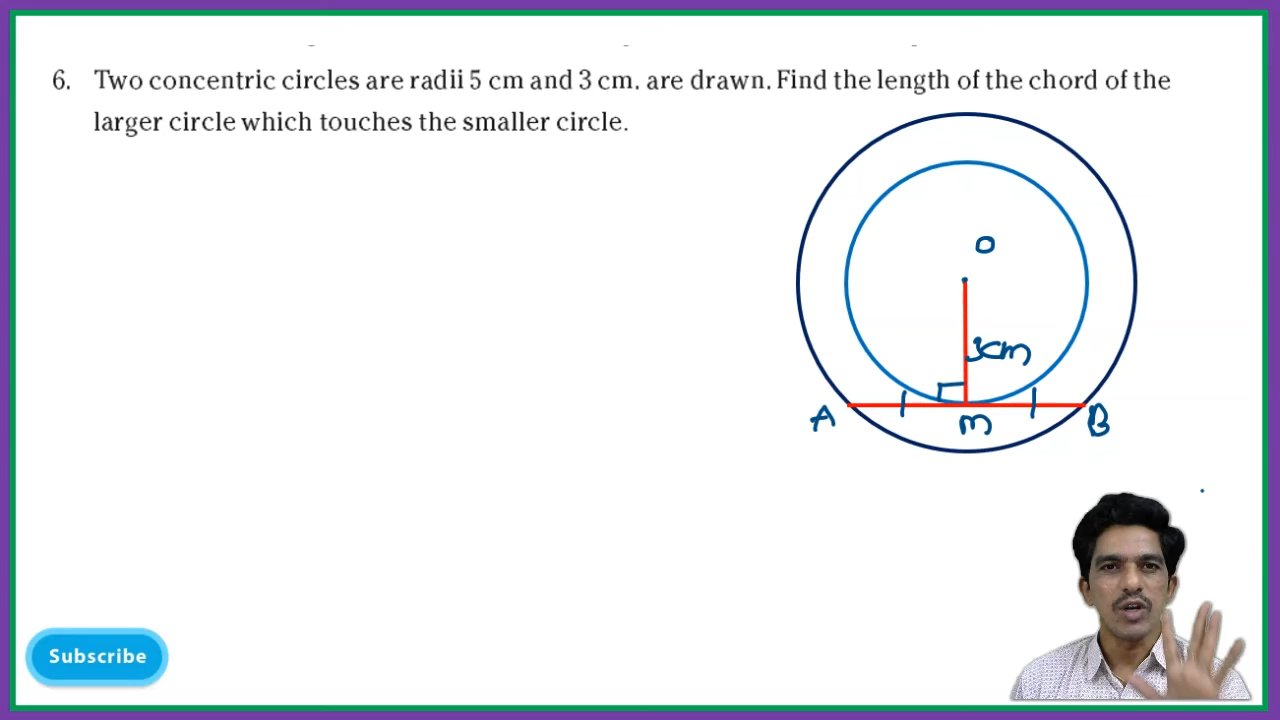 6. Two concentric circles are radii 5 cm and 3 cm. are drawn. Find the length of the chord of the
larger circle which touches the smaller circle.
O
3cm
A
M
B
Subscribe